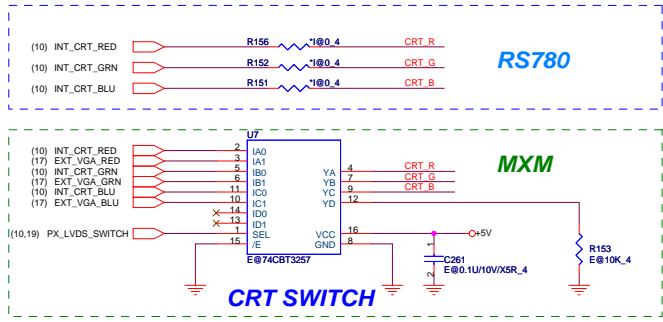 (10) INT_CRT_RED R156 *I@0_4 CRT_R
(10) INT_CRT_GRN R152 *I@0_4 CRT_G
(10) INT_CRT_BLU R151 *I@0_4 CRT_B
RS780
U7
MXM
(10) INT_CRT_RED 2 IA0
(17) EXT_VGA_RED 3 IA1
(10) INT_CRT_GRN 5 IB0 YA 4 CRT_R
(17) EXT_VGA_GRN 6 IB1 YB 7 CRT_G
(10) INT_CRT_BLU 11 IC0 YC 9 CRT_B
(17) EXT_VGA_BLU 10 IC1 YD 12
14 ID0
13 ID1
(10,19) PX_LVDS_SWITCH 1 SEL VCC 16 +5V
15 /E GND 8
E@74CBT3257
1
C261
2
E@0.1U/10V/X5R_4
R153
E@10K_4
CRT SWITCH